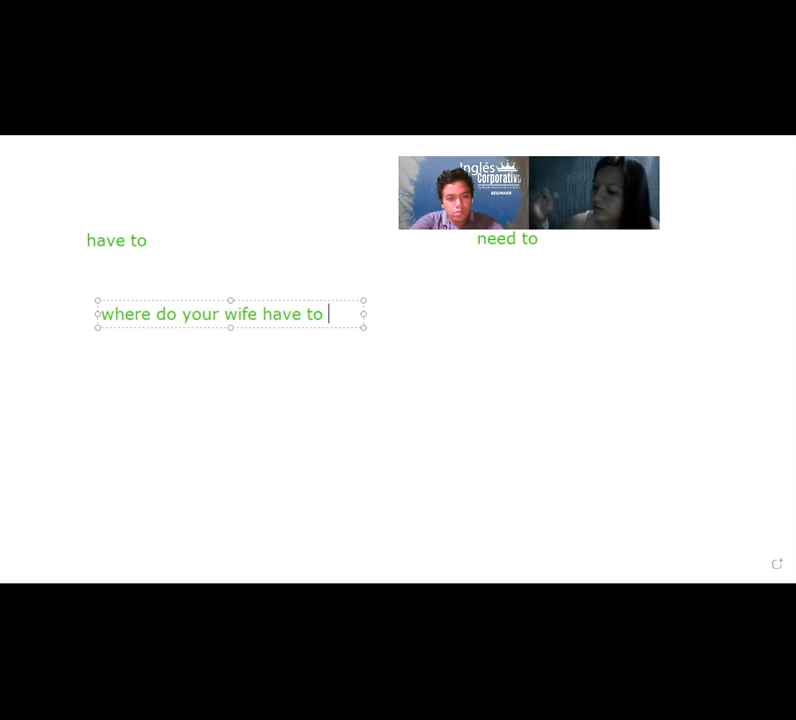 Inglés
Corporativo
BEGINNER
have to
need to
where do your wife have to